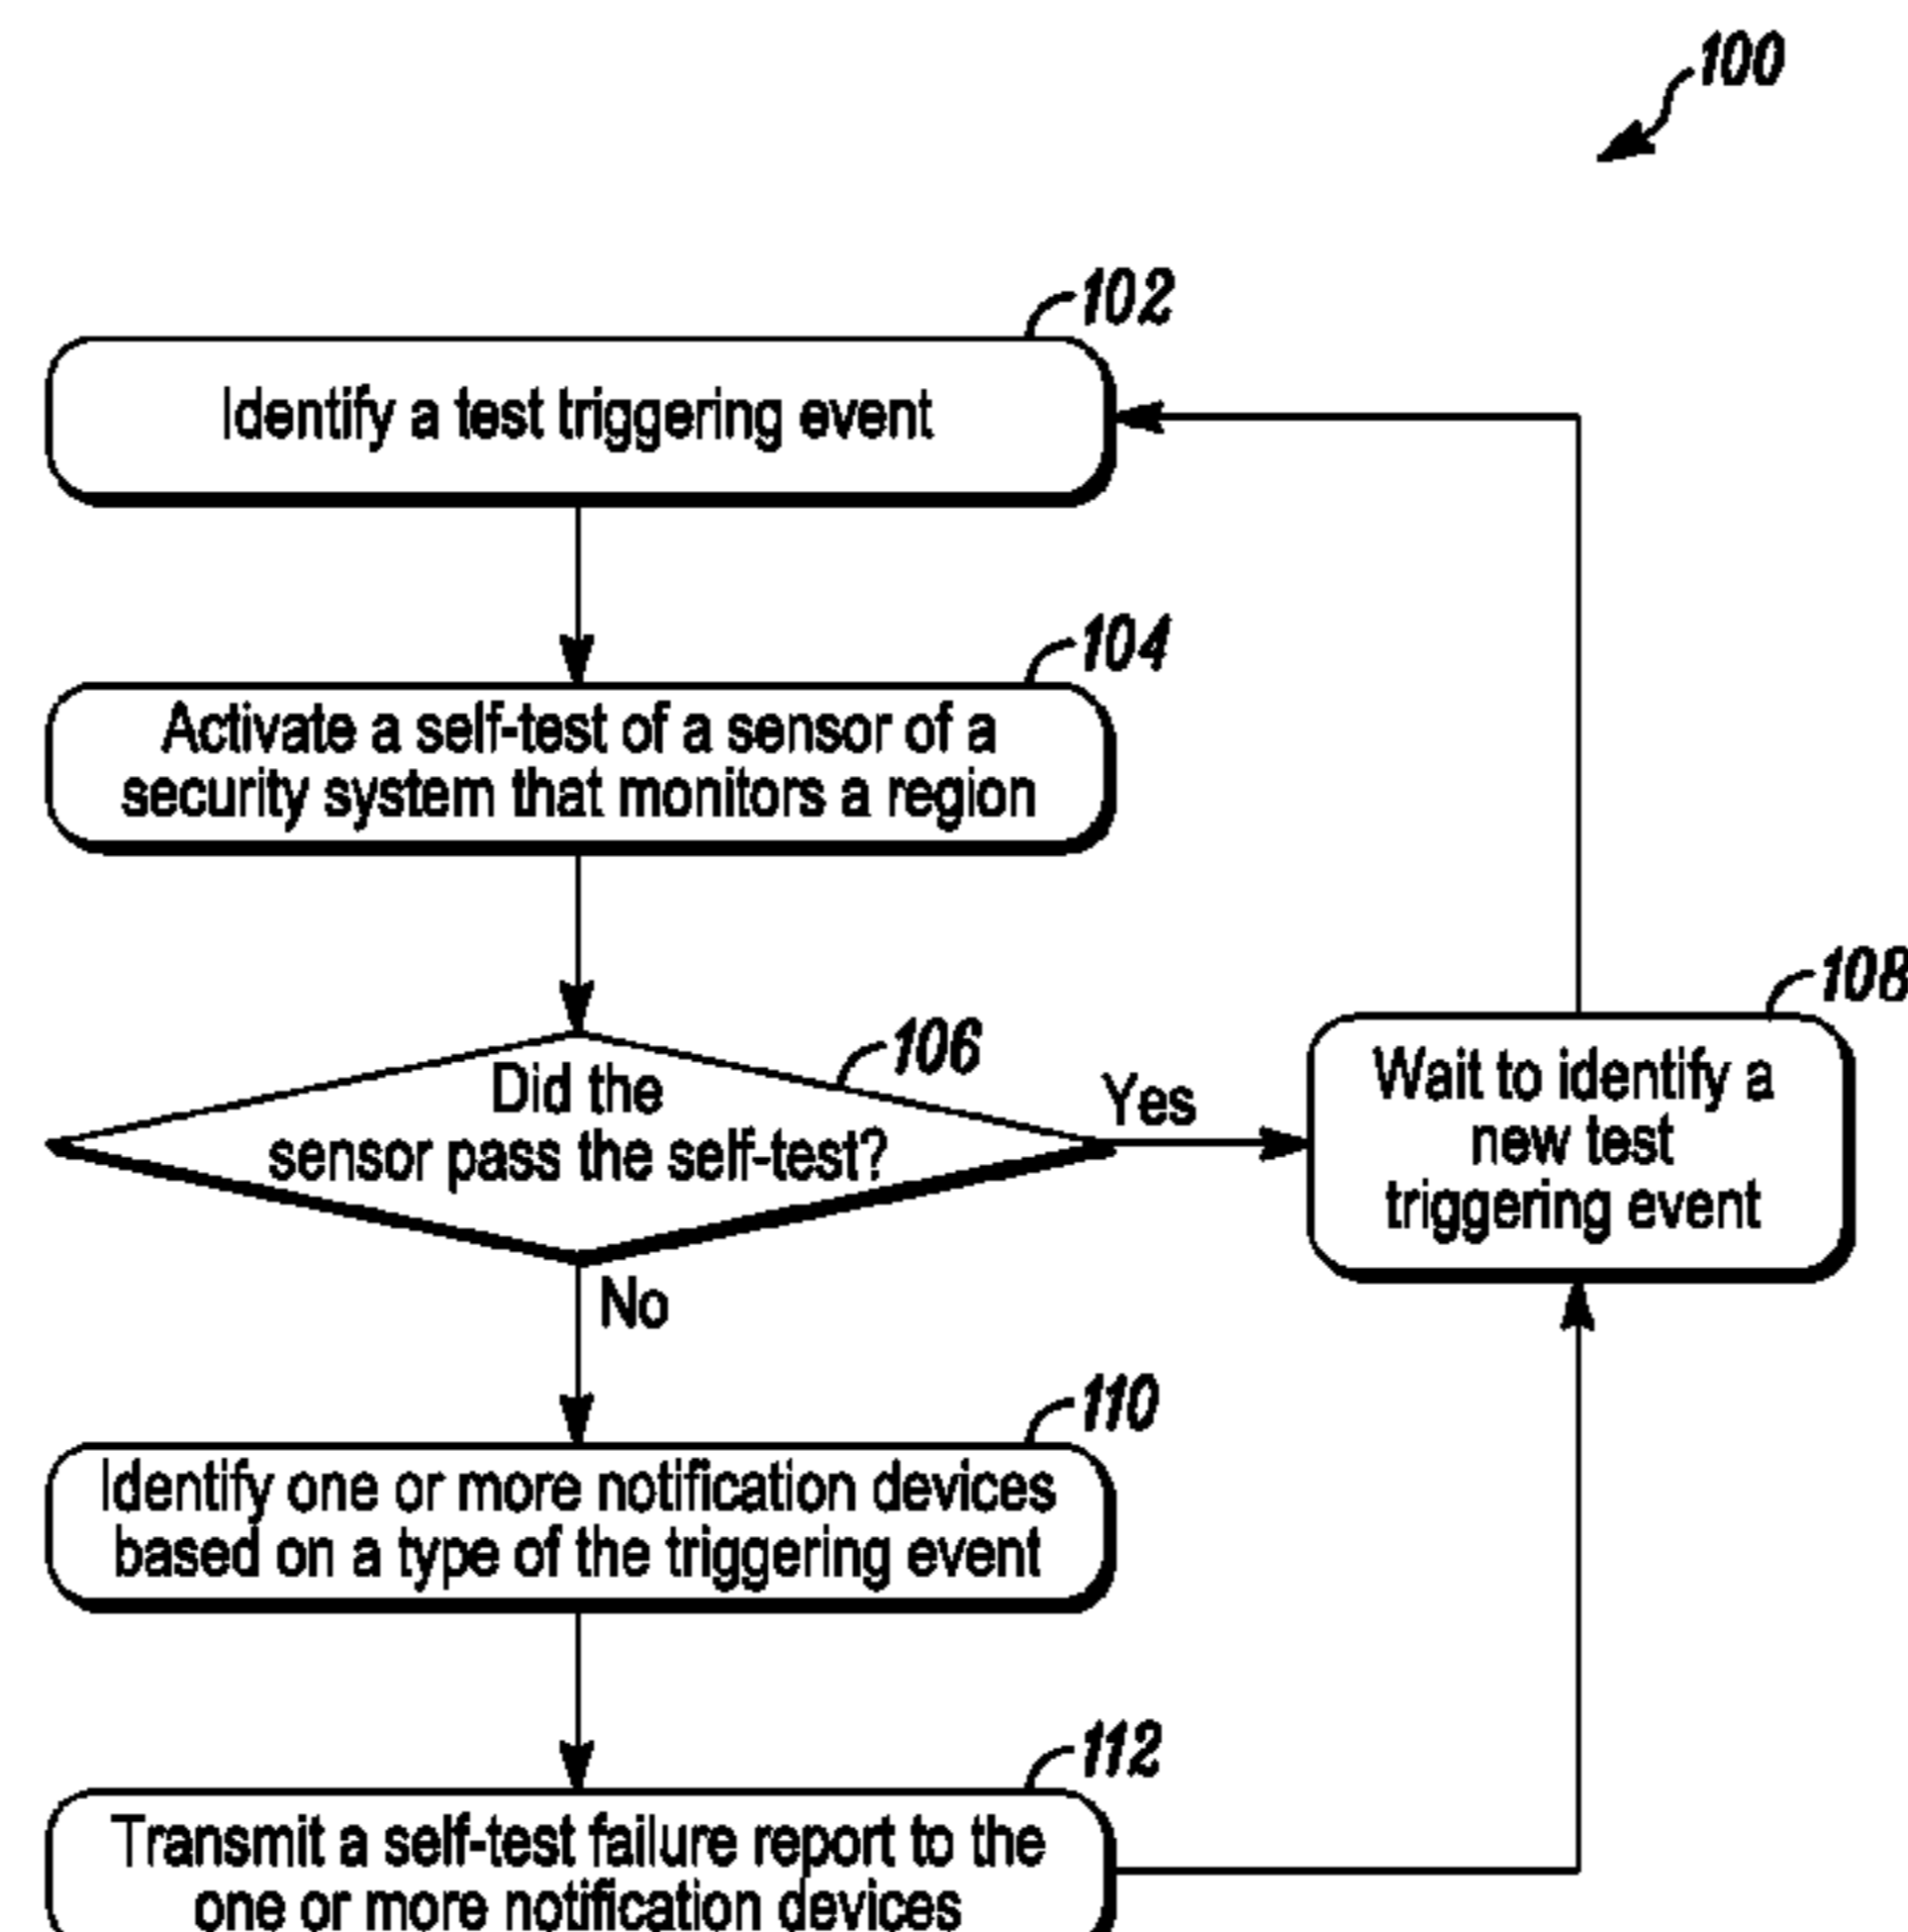 100
102
Identify a test triggering event
104
Activate a self-test of a sensor of a
security system that monitors a region
106
Did the
sensor pass the self-test?
Yes
108
Wait to identify a
new test
triggering event
No
110
Identify one or more notification devices
based on a type of the triggering event
112
Transmit a self-test failure report to the
one or more notification devices